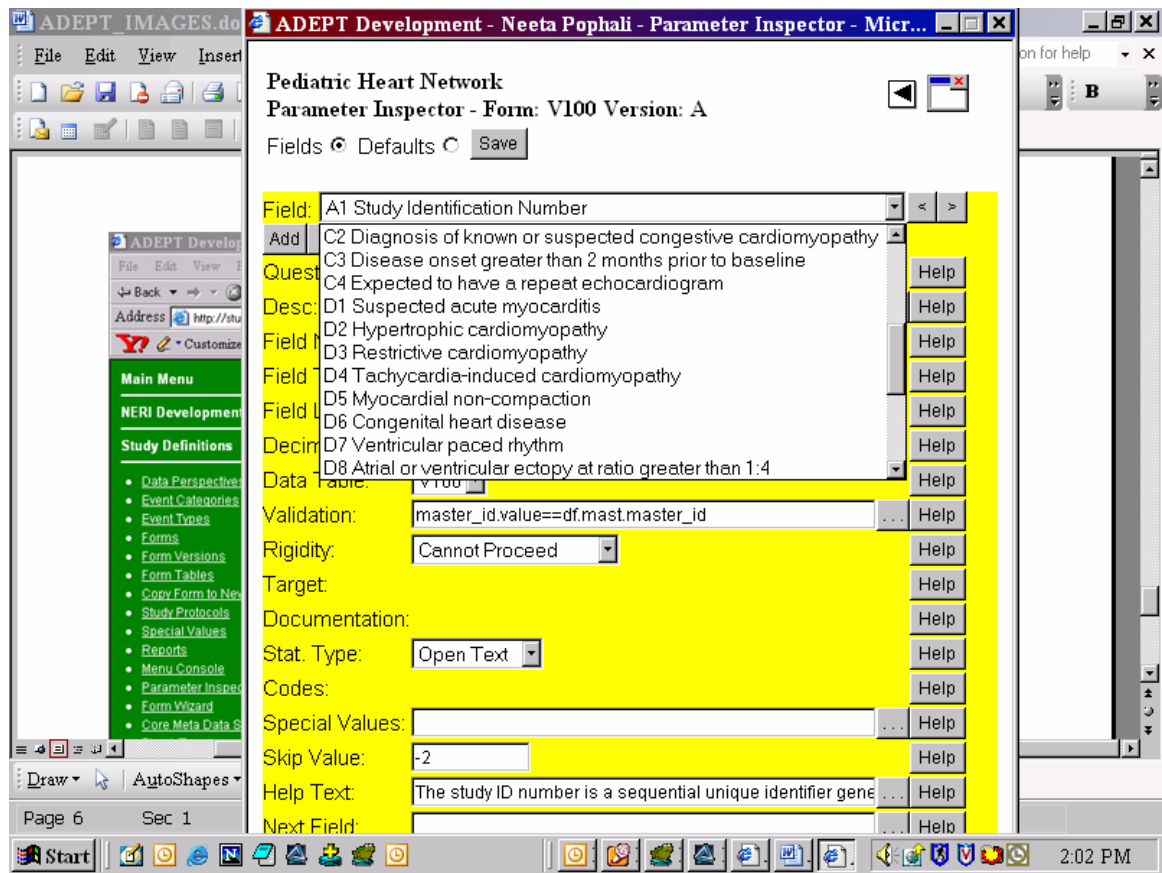 ADEPT_IMAGES.do
ADEPT Development - Neeta Pophali - Parameter Inspector - Micr...
File Edit View Insert
on for help
B
Pediatric Heart Network
Parameter Inspector - Form: V100 Version: A
Fields Defaults Save
Field: A1 Study Identification Number < >
Add
C2 Diagnosis of known or suspected congestive cardiomyopathy
C3 Disease onset greater than 2 months prior to baseline
C4 Expected to have a repeat echocardiogram
D1 Suspected acute myocarditis
D2 Hypertrophic cardiomyopathy
D3 Restrictive cardiomyopathy
D4 Tachycardia-induced cardiomyopathy
D5 Myocardial non-compaction
D6 Congenital heart disease
D7 Ventricular paced rhythm
D8 Atrial or ventricular ectopy at ratio greater than 1:4
Quest Help
Desc: Help
Field N Help
Field T Help
Field L Help
Decim Help
Data Table: V100 Help
Validation: master_id.value==df.mast.master_id ... Help
Rigidity: Cannot Proceed Help
Target: Help
Documentation: Help
Stat. Type: Open Text Help
Codes: Help
Special Values: ... Help
Skip Value: -2 Help
Help Text: The study ID number is a sequential unique identifier gene ... Help
Next Field: ... Help
ADEPT Develop
File Edit View F
Back
Address http://stu
Y! Customize
Main Menu
NERI Development
Study Definitions
Data Perspective
Event Categories
Event Types
Forms
Form Versions
Form Tables
Copy Form to New
Study Protocols
Special Values
Reports
Menu Console
Parameter Inspec
Form Wizard
Core Meta Data S
Draw AutoShapes
Page 6 Sec 1
Start 2:02 PM